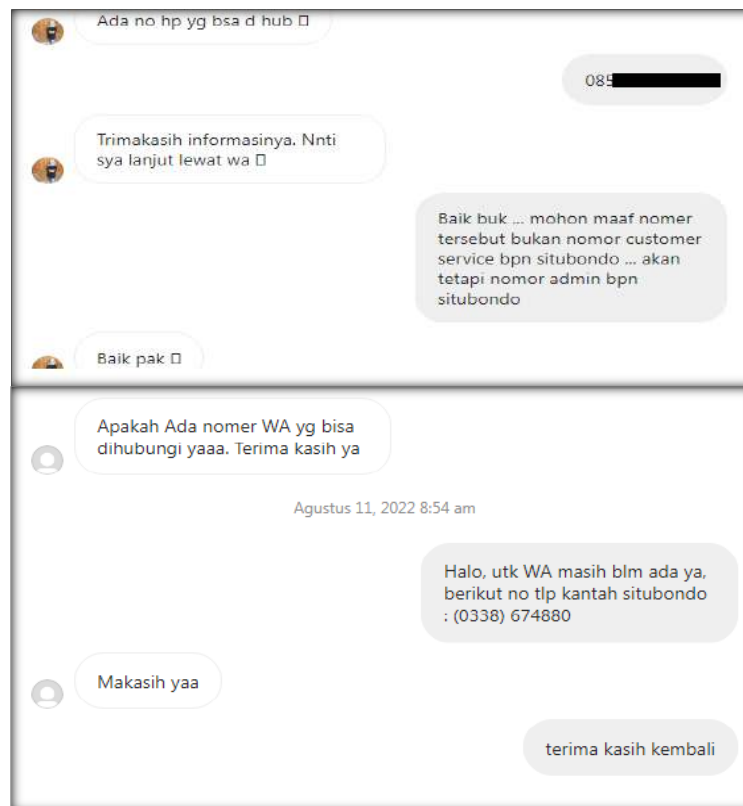 Ada no hp yg bsa d hub
085
Trimakasih informasinya. Nnti
sya lanjut lewat wa
Baik buk ... mohon maaf nomer
tersebut bukan nomor customer
service bpn situbondo ... akan
tetapi nomor admin bpn
situbondo
Baik pak
Apakah Ada nomer WA yg bisa
dihubungi yaaa. Terima kasih ya
Agustus 11, 2022 8:54 am
Halo, utk WA masih blm ada ya,
berikut no tlp kantah situbondo
: (0338) 674880
Makasih yaa
terima kasih kembali